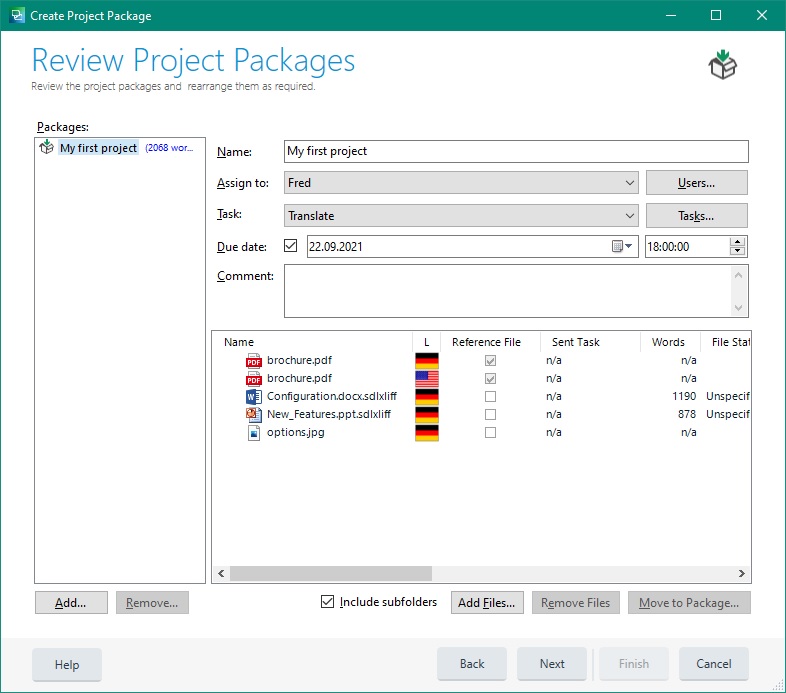 Create Project Package
Review Project Packages
Review the project packages and rearrange them as required.
Packages:
My first project (2068 wor...
Name: My first project
Assign to: Fred Users...
Task: Translate Tasks...
Due date: 22.09.2021 18:00:00
Comment:
Name L Reference File Sent Task Words File Stat
PDF brochure.pdf n/a n/a
PDF brochure.pdf n/a n/a
W Configuration.docx.sdlxliff n/a 1190 Unspecif
New_Features.ppt.sdlxliff n/a 878 Unspecif
options.jpg n/a n/a
Add... Remove... Include subfolders Add Files... Remove Files Move to Package...
Help Back Next Finish Cancel